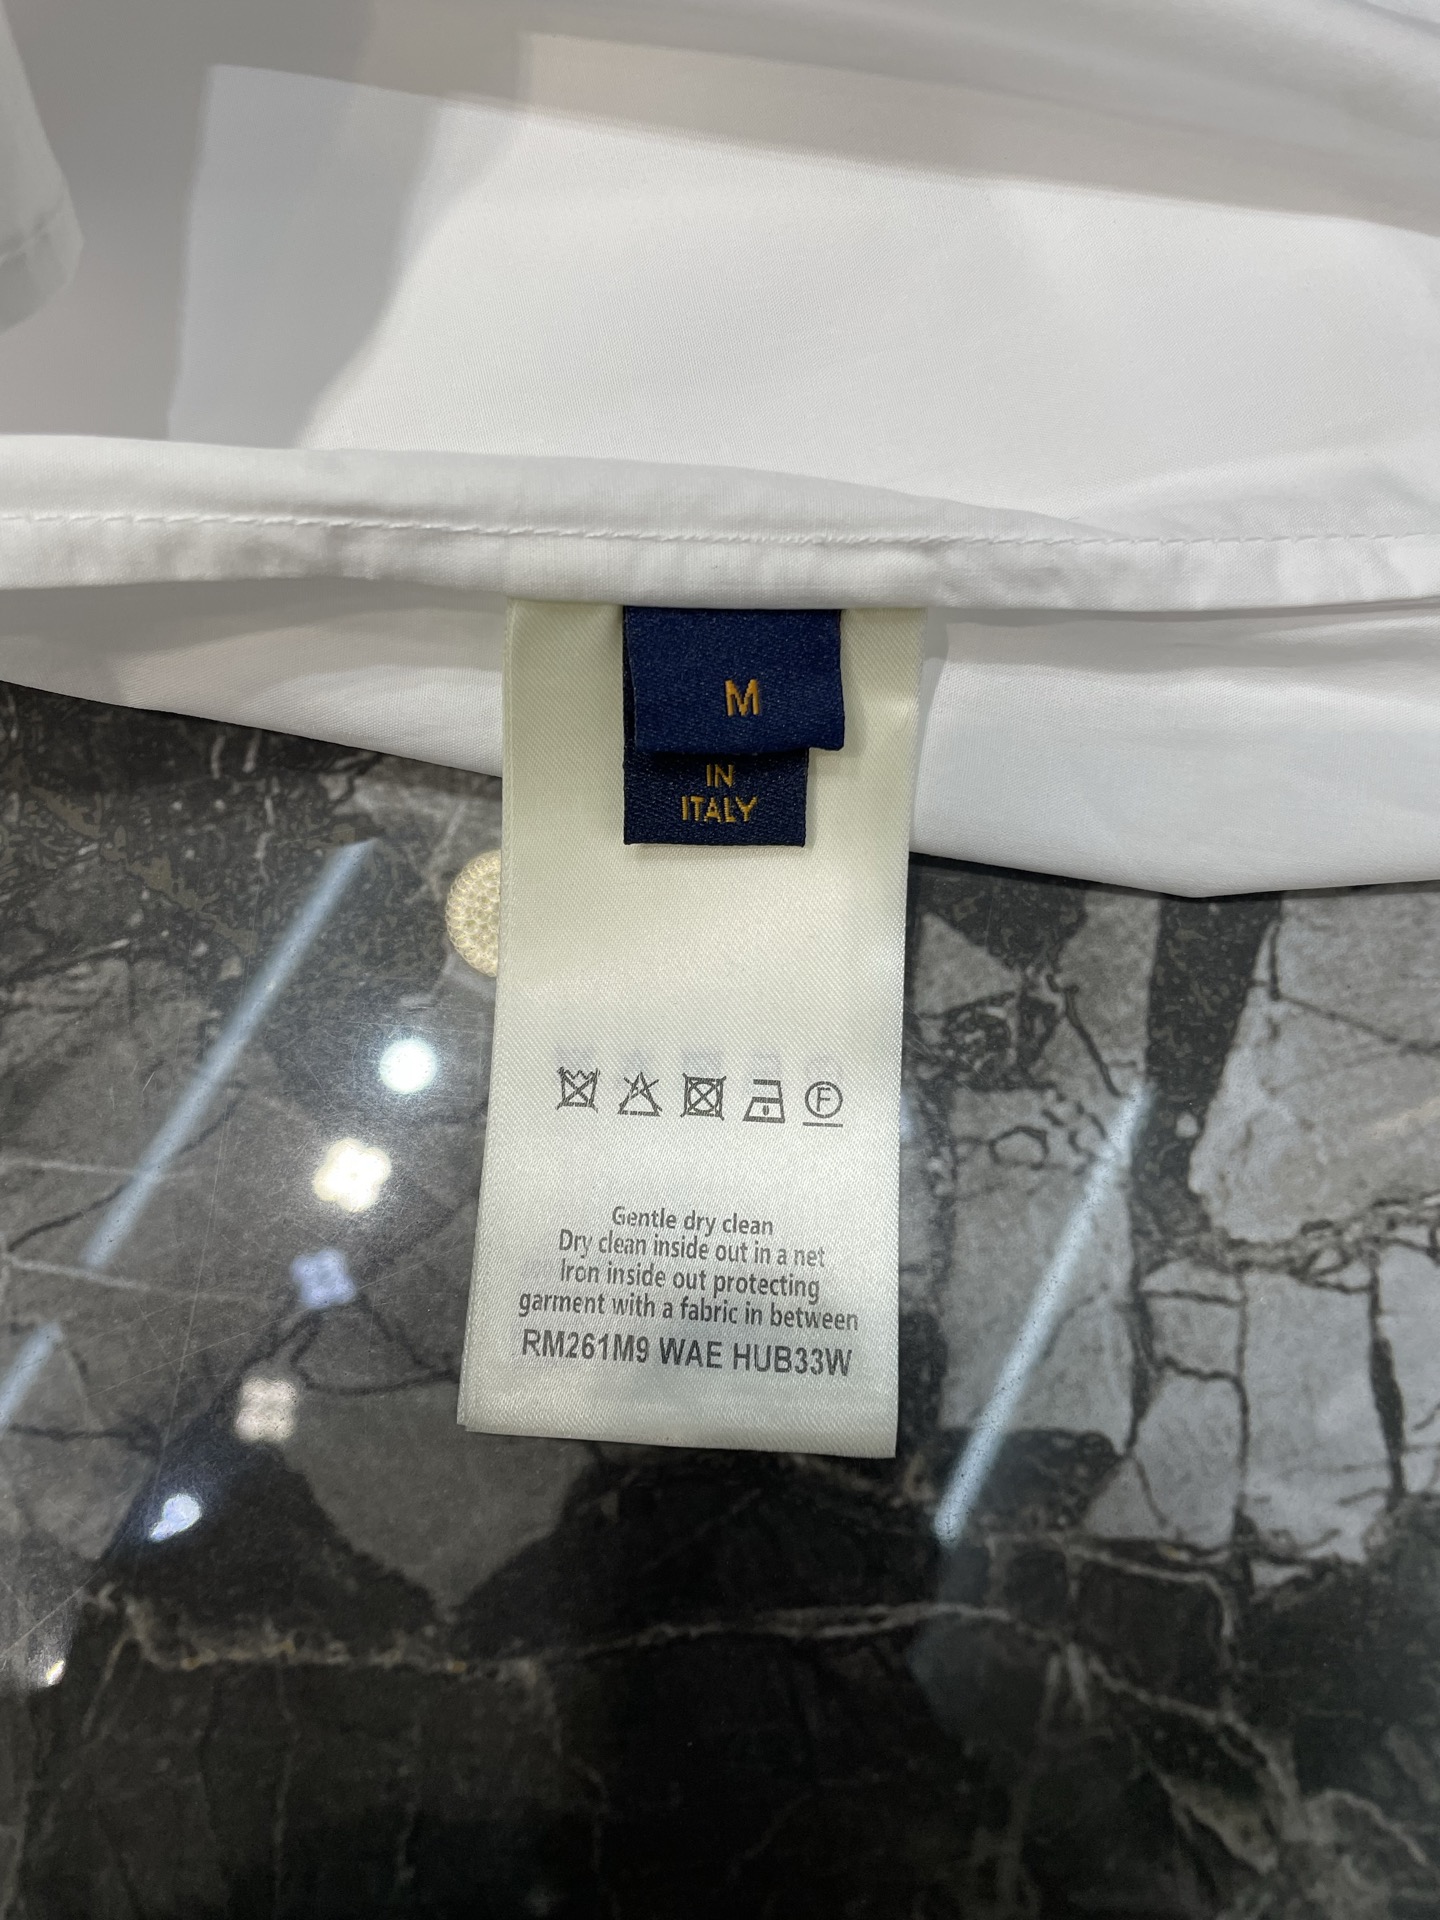 M
IN
ITALY
F
Gentle dry clean
Dry clean inside out in a net
Iron inside out protecting
garment with a fabric in between
RM261M9 WAE HUB33W